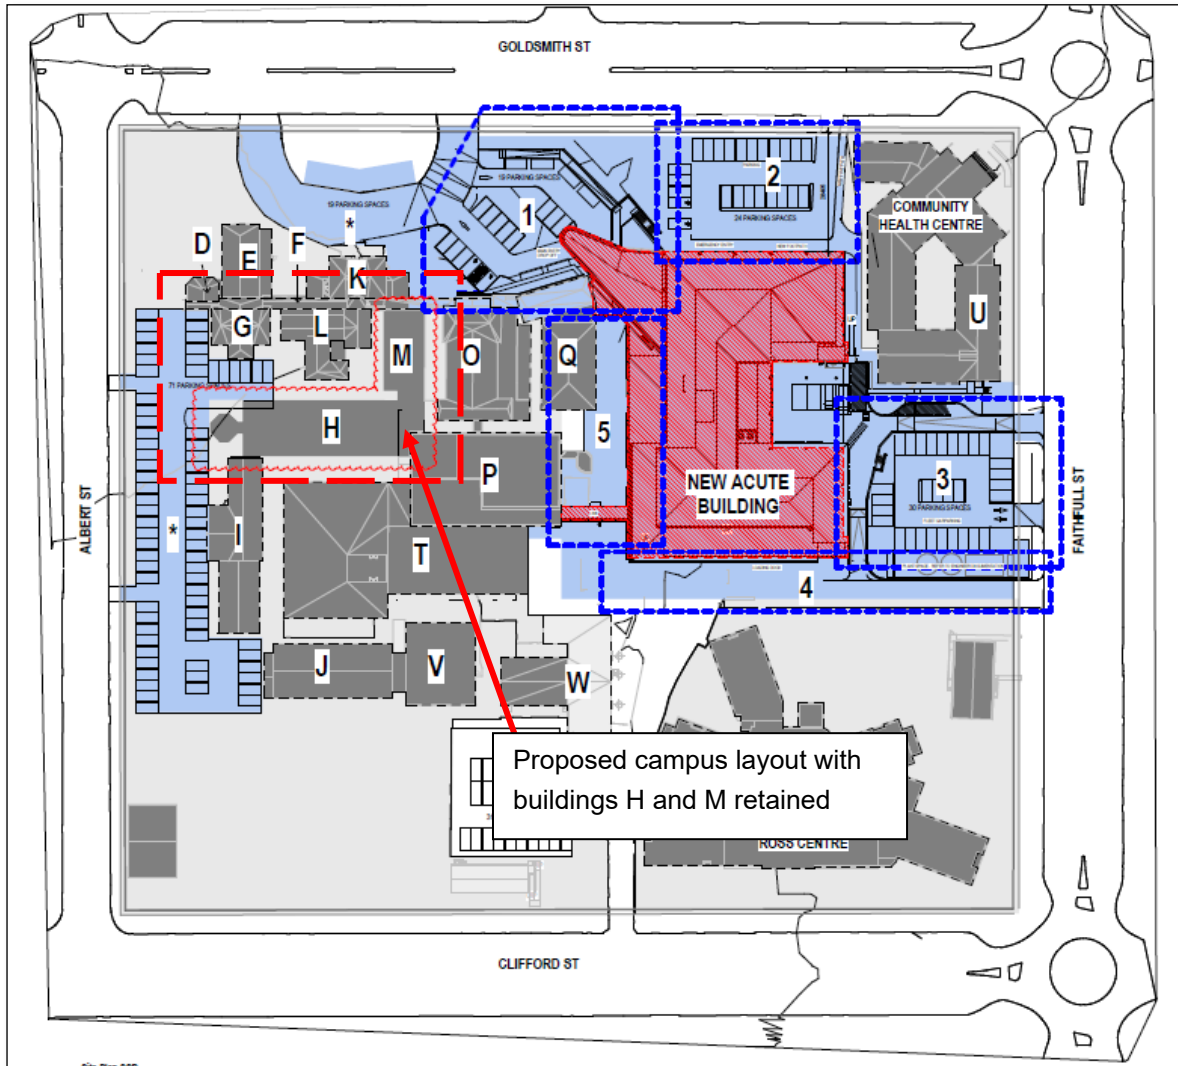 GOLDSMITH ST
19 PARKING SPACES
1
2
24 PARKING SPACES
COMMUNITY
HEALTH CENTRE
19 PARKING SPACES
*
D
E
F
K
G
L
M
O
Q
U
71 PARKING SPACES
H
5
P
NEW ACUTE
BUILDING
3
30 PARKING SPACES
ALBERT ST
FAITHFULL ST
*
I
T
4
J
V
W
Proposed campus layout with
buildings H and M retained
ROSS CENTRE
CLIFFORD ST